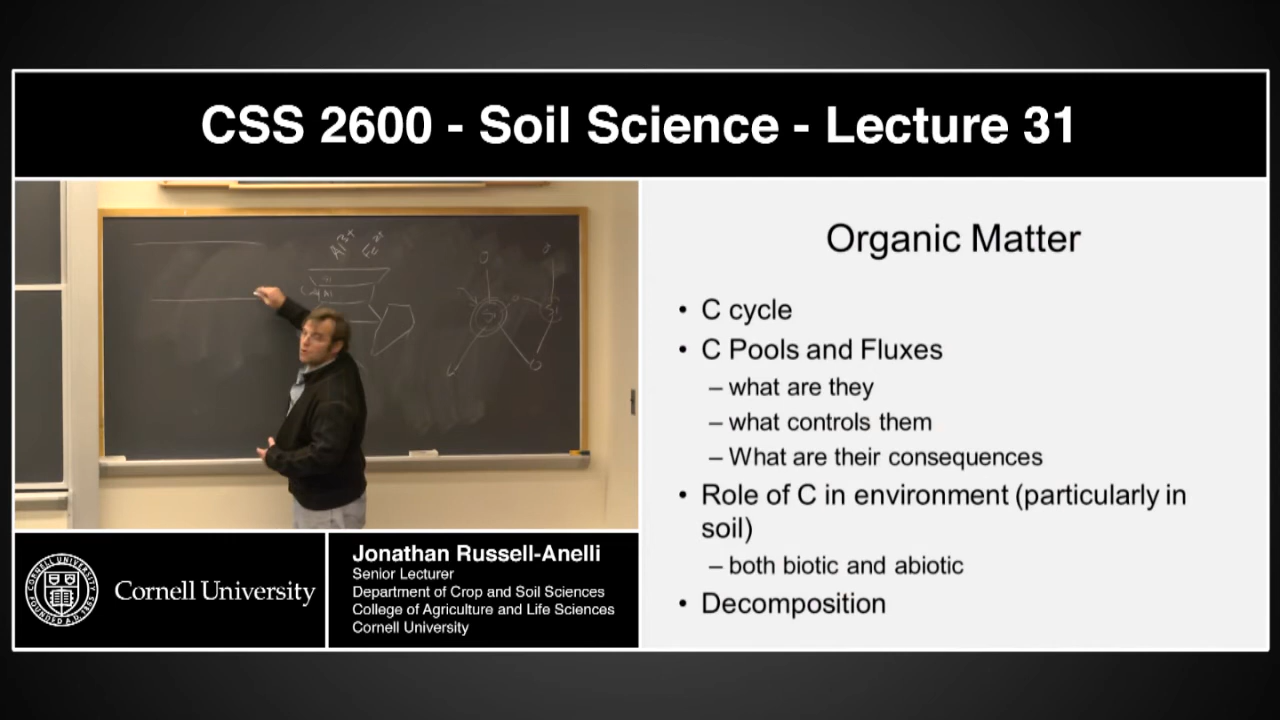 CSS 2600 - Soil Science - Lecture 31
Al3+
Si
Organic Matter
• C cycle
• C Pools and Fluxes
– what are they
– what controls them
– What are their consequences
• Role of C in environment (particularly in
soil)
– both biotic and abiotic
• Decomposition
Cornell University
Jonathan Russell-Anelli
Senior Lecturer
Department of Crop and Soil Sciences
College of Agriculture and Life Sciences
Cornell University